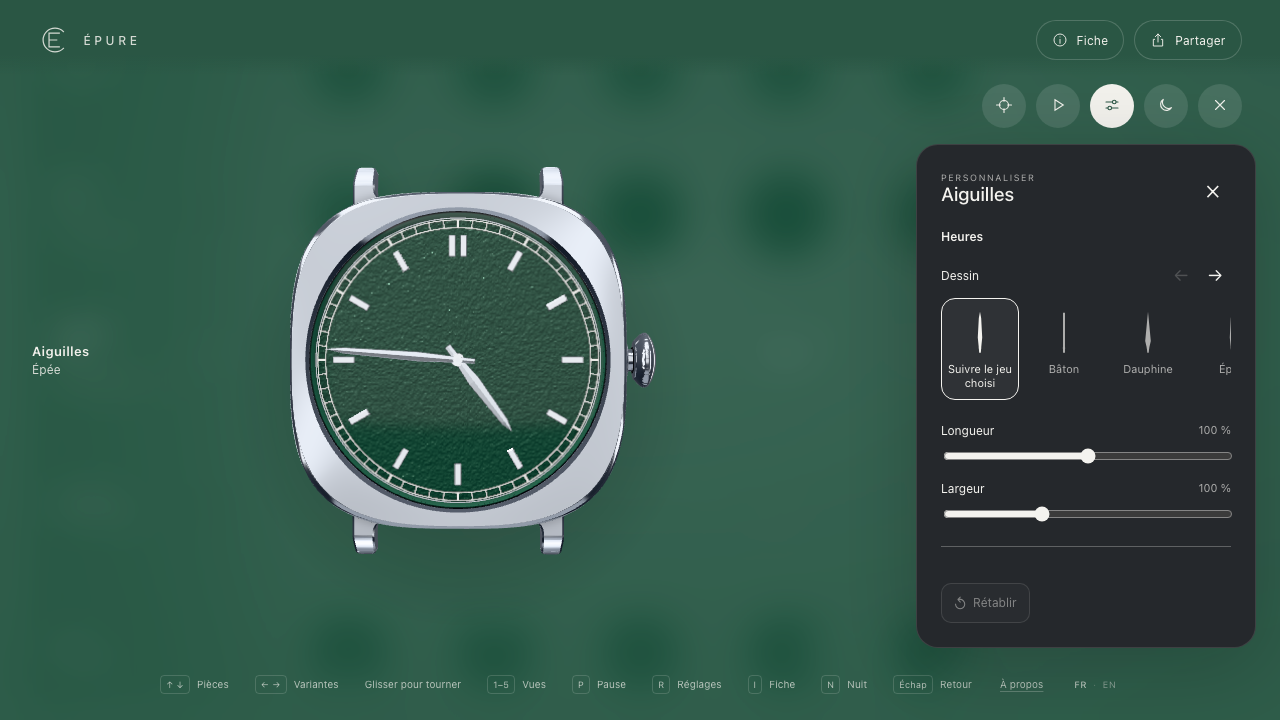 ÉPURE
Fiche
Partager
PERSONNALISER
Aiguilles
Heures
Dessin
Suivre le jeu
choisi
Bâton
Dauphine
Ép
Longueur
100 %
Largeur
100 %
Rétablir
Aiguilles
Épée
↑ ↓ Pièces
← → Variantes
Glisser pour tourner
1–5 Vues
P Pause
R Réglages
I Fiche
N Nuit
Échap Retour
À propos
FR · EN